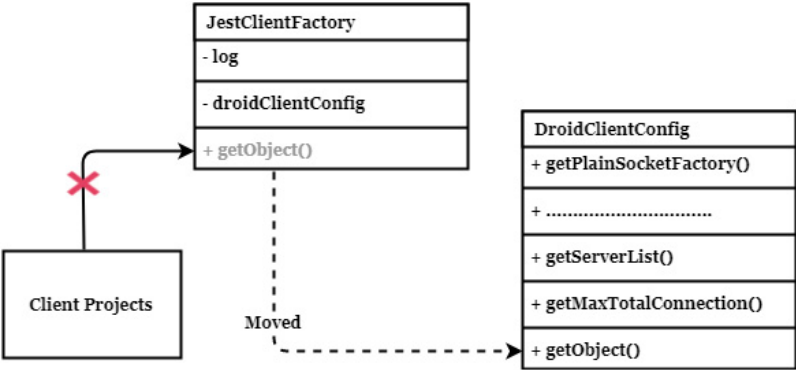 JestClientFactory
- log
- droidClientConfig
+ getObject()
DroidClientConfig
+ getPlainSocketFactory()
+ ................................
+ getServerList()
+ getMaxTotalConnection()
+ getObject()
Client Projects
Moved